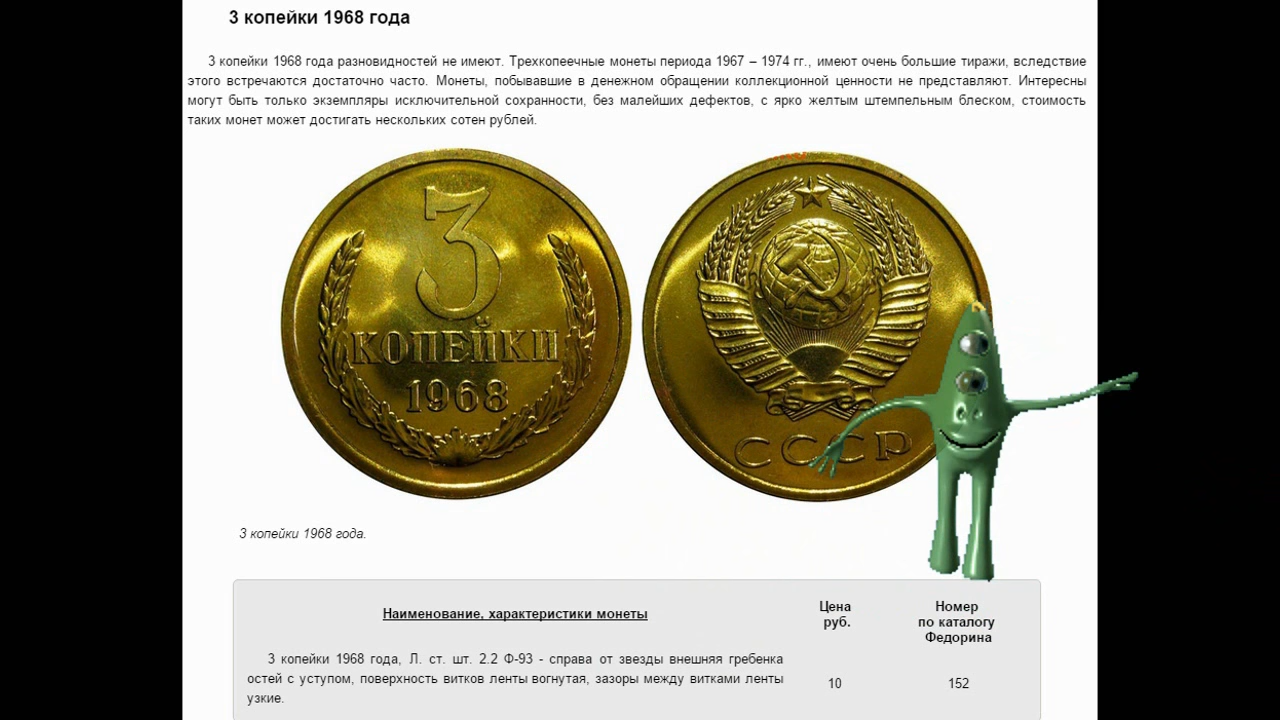 3 копейки 1968 года
3 копейки 1968 года разновидностей не имеют. Трехкопеечные монеты периода 1967 – 1974 гг., имеют очень большие тиражи, вследствие
этого встречаются достаточно часто. Монеты, побывавшие в денежном обращении коллекционной ценности не представляют. Интересны
могут быть только экземпляры исключительной сохранности, без малейших дефектов, с ярко желтым штемпельным блеском, стоимость
таких монет может достигать нескольких сотен рублей.
3
КОПЕЙКИ
1968
СССР
3 копейки 1968 года.
Наименование, характеристики монеты
Цена
руб.
Номер
по каталогу
Федорина
3 копейки 1968 года, Л. ст. шт. 2.2 Ф-93 - справа от звезды внешняя гребенка
остей с уступом, поверхность витков ленты вогнутая, зазоры между витками ленты
узкие.
10
152